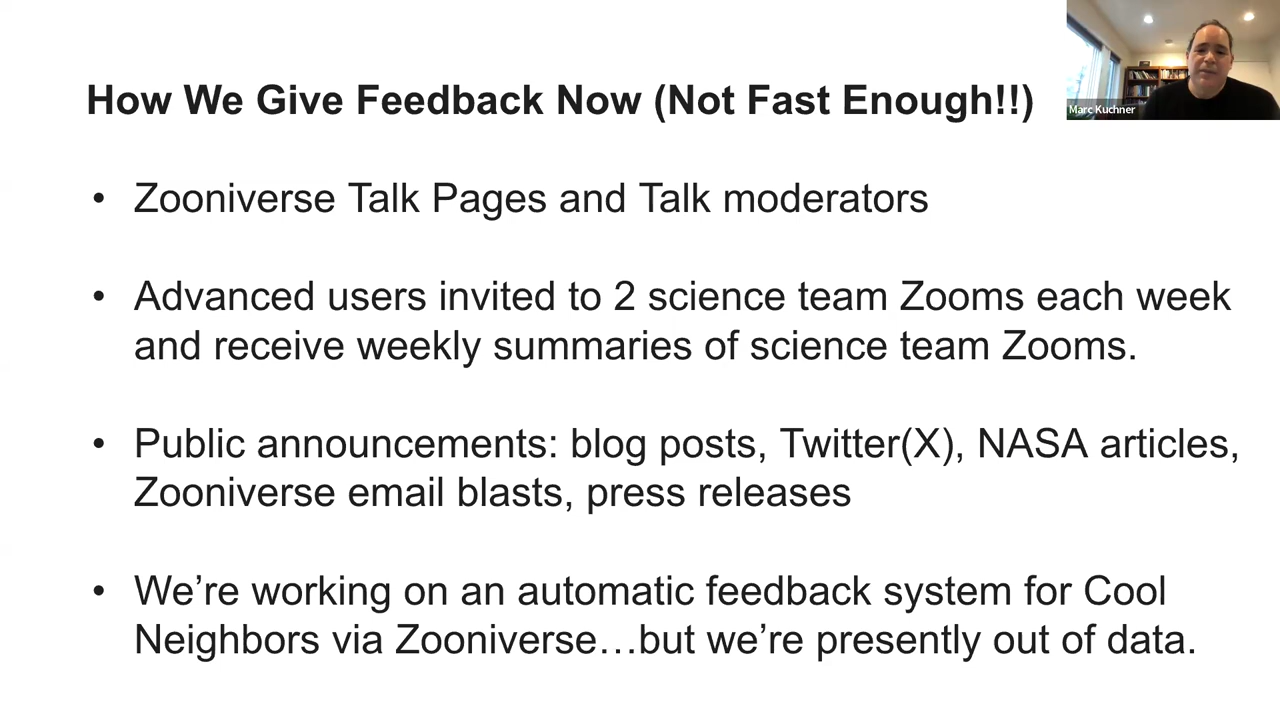 How We Give Feedback Now (Not Fast Enough!!)
Marc Kuchner
• Zooniverse Talk Pages and Talk moderators
• Advanced users invited to 2 science team Zooms each week
and receive weekly summaries of science team Zooms.
• Public announcements: blog posts, Twitter(X), NASA articles,
Zooniverse email blasts, press releases
• We’re working on an automatic feedback system for Cool
Neighbors via Zooniverse…but we’re presently out of data.